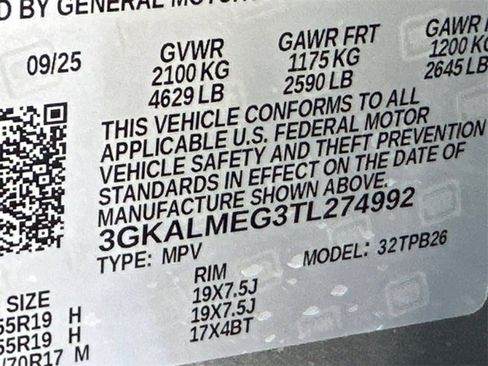 D BY GENERAL MOTOR
09/25
GVWR
2100 KG
4629 LB
GAWR FRT
1175 KG
2590 LB
GAWR
1200 KG
2645 LB
THIS VEHICLE CONFORMS TO ALL
APPLICABLE U.S. FEDERAL MOTOR
VEHICLE SAFETY AND THEFT PREVENTION
STANDARDS IN EFFECT ON THE DATE OF
MANUFACTURE SHOWN ABOVE.
3GKALMEG3TL274992
TYPE: MPV
MODEL: 32TPB26
SIZE
55R19 H
55R19 H
/70R17 M
RIM
19X7.5J
19X7.5J
17X4BT